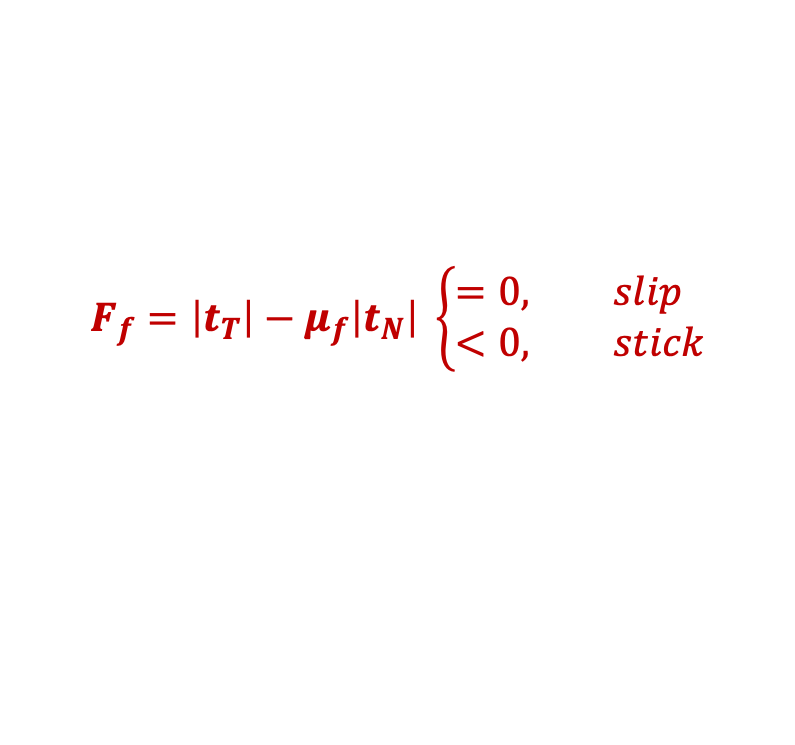 F_f = |t_T| − μ_f|t_N| { = 0, slip
< 0, stick